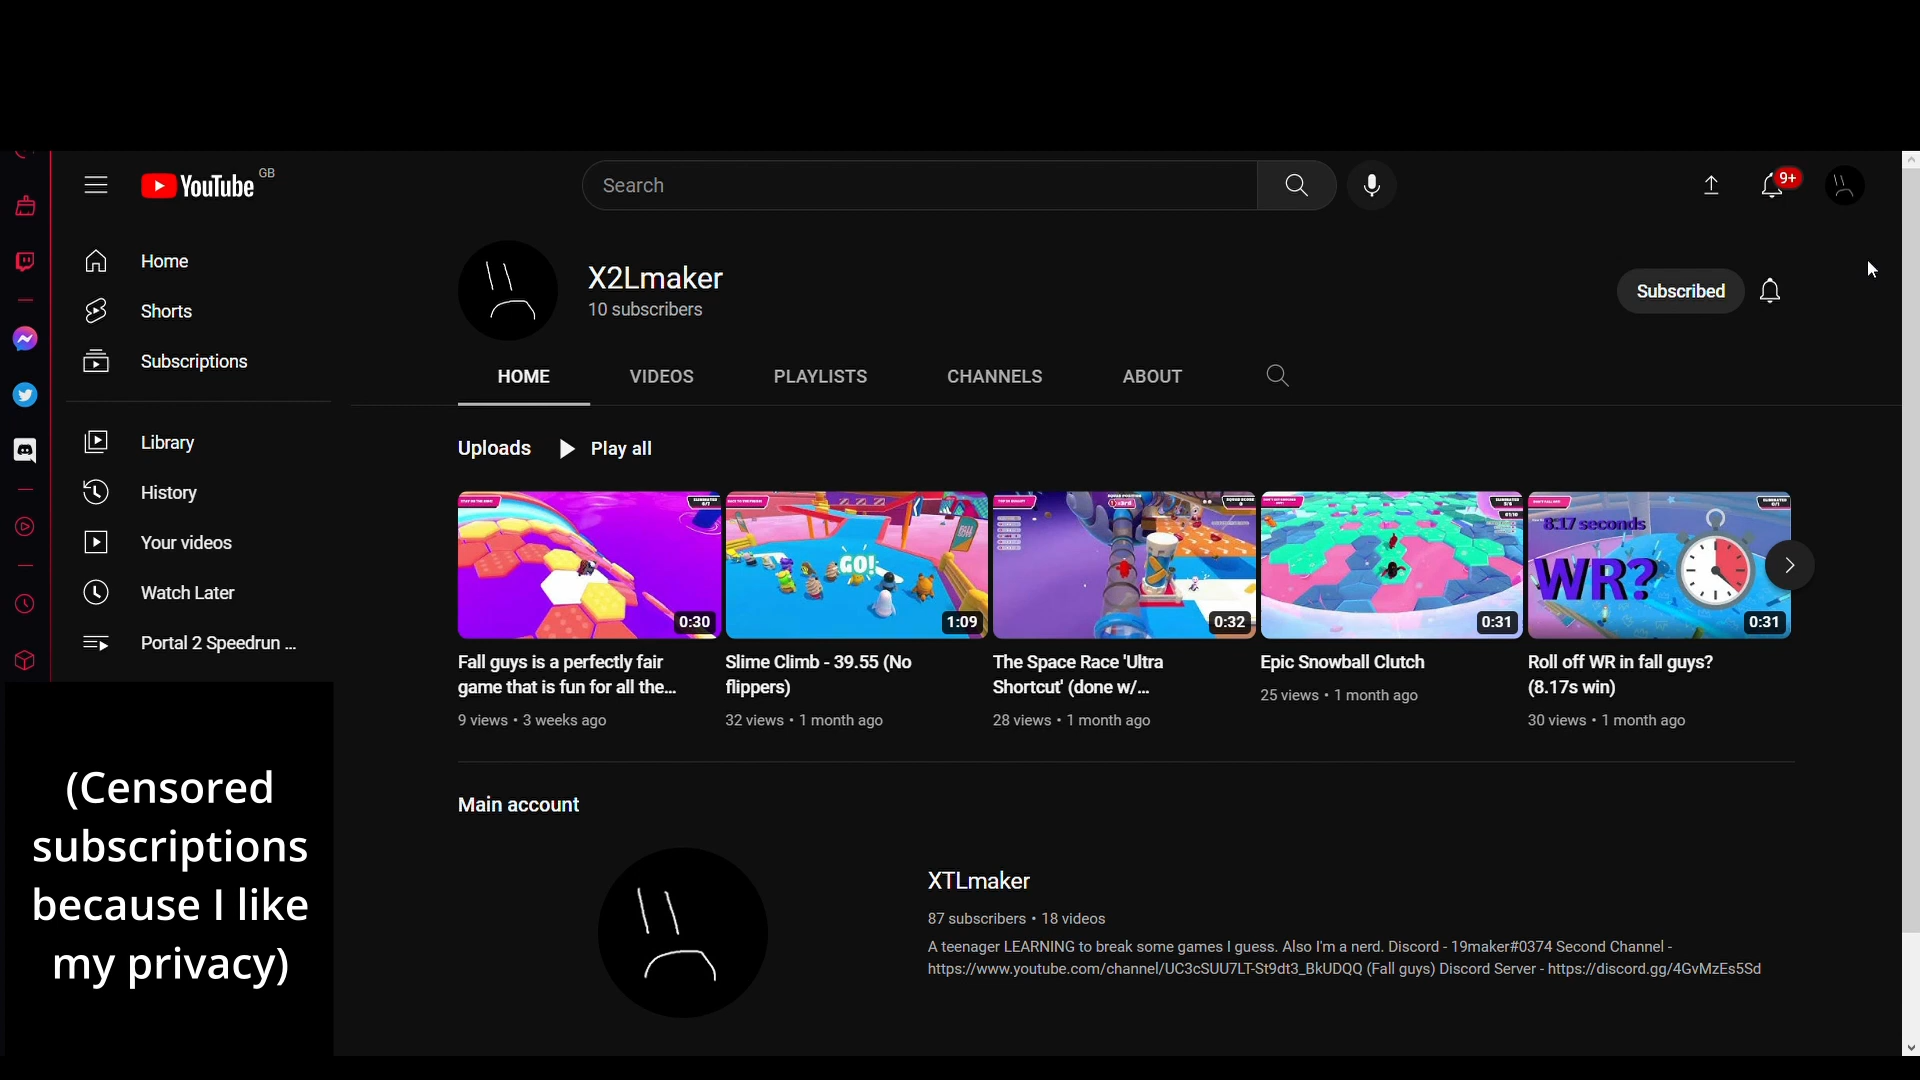 YouTube GB
Search
9+
Home
Shorts
Subscriptions
Library
History
Your videos
Watch Later
Portal 2 Speedrun ...
(Censored
subscriptions
because I like
my privacy)
X2Lmaker
10 subscribers
Subscribed
HOME
VIDEOS
PLAYLISTS
CHANNELS
ABOUT
Uploads
Play all
0:30
GO!
1:09
0:32
0:31
8.17 seconds
WR?
0:31
Fall guys is a perfectly fair
game that is fun for all the...
9 views • 3 weeks ago
Slime Climb - 39.55 (No
flippers)
32 views • 1 month ago
The Space Race 'Ultra
Shortcut' (done w/...
28 views • 1 month ago
Epic Snowball Clutch
25 views • 1 month ago
Roll off WR in fall guys?
(8.17s win)
30 views • 1 month ago
Main account
XTLmaker
87 subscribers • 18 videos
A teenager LEARNING to break some games I guess. Also I'm a nerd. Discord - 19maker#0374 Second Channel -
https://www.youtube.com/channel/UC3cSUU7LT-St9dt3_BkUDQQ (Fall guys) Discord Server - https://discord.gg/4GvMzEs5Sd